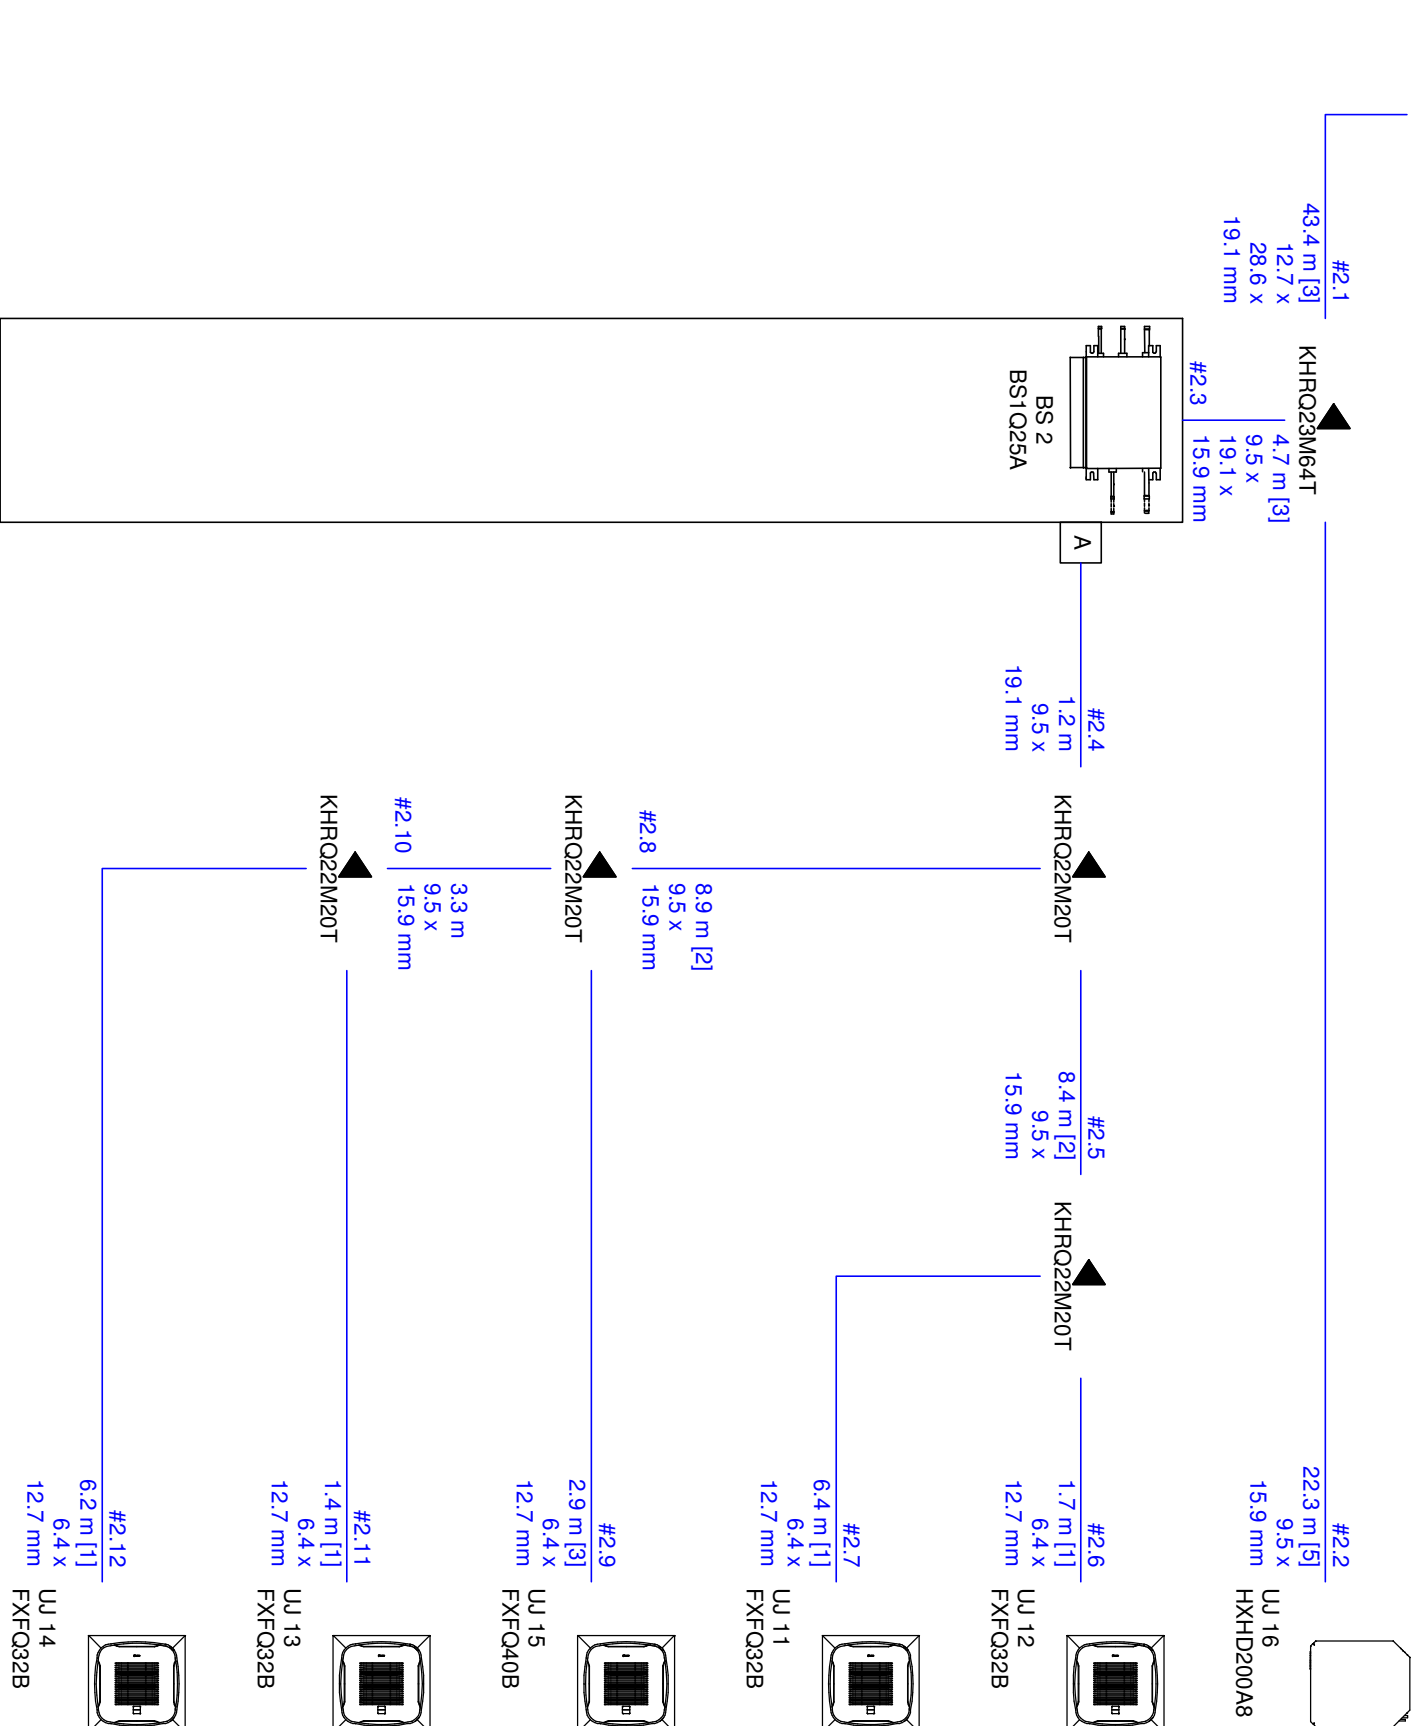 #2.1
43.4 m [3]
12.7 x
28.6 x
19.1 mm
KHRQ23M64T
#2.2
22.3 m [5]
9.5 x
15.9 mm
UJ 16
HXHD200A8
#2.3
4.7 m [3]
9.5 x
19.1 x
15.9 mm
BS 2
BS1Q25A
A
#2.4
1.2 m
9.5 x
19.1 mm
KHRQ22M20T
#2.5
8.4 m [2]
9.5 x
15.9 mm
KHRQ22M20T
#2.6
1.7 m [1]
6.4 x
12.7 mm
UJ 12
FXFQ32B
#2.7
6.4 m [1]
6.4 x
12.7 mm
UJ 11
FXFQ32B
#2.8
8.9 m [2]
9.5 x
15.9 mm
KHRQ22M20T
#2.9
2.9 m [3]
6.4 x
12.7 mm
UJ 15
FXFQ40B
#2.10
3.3 m
9.5 x
15.9 mm
KHRQ22M20T
#2.11
1.4 m [1]
6.4 x
12.7 mm
UJ 13
FXFQ32B
#2.12
6.2 m [1]
6.4 x
12.7 mm
UJ 14
FXFQ32B